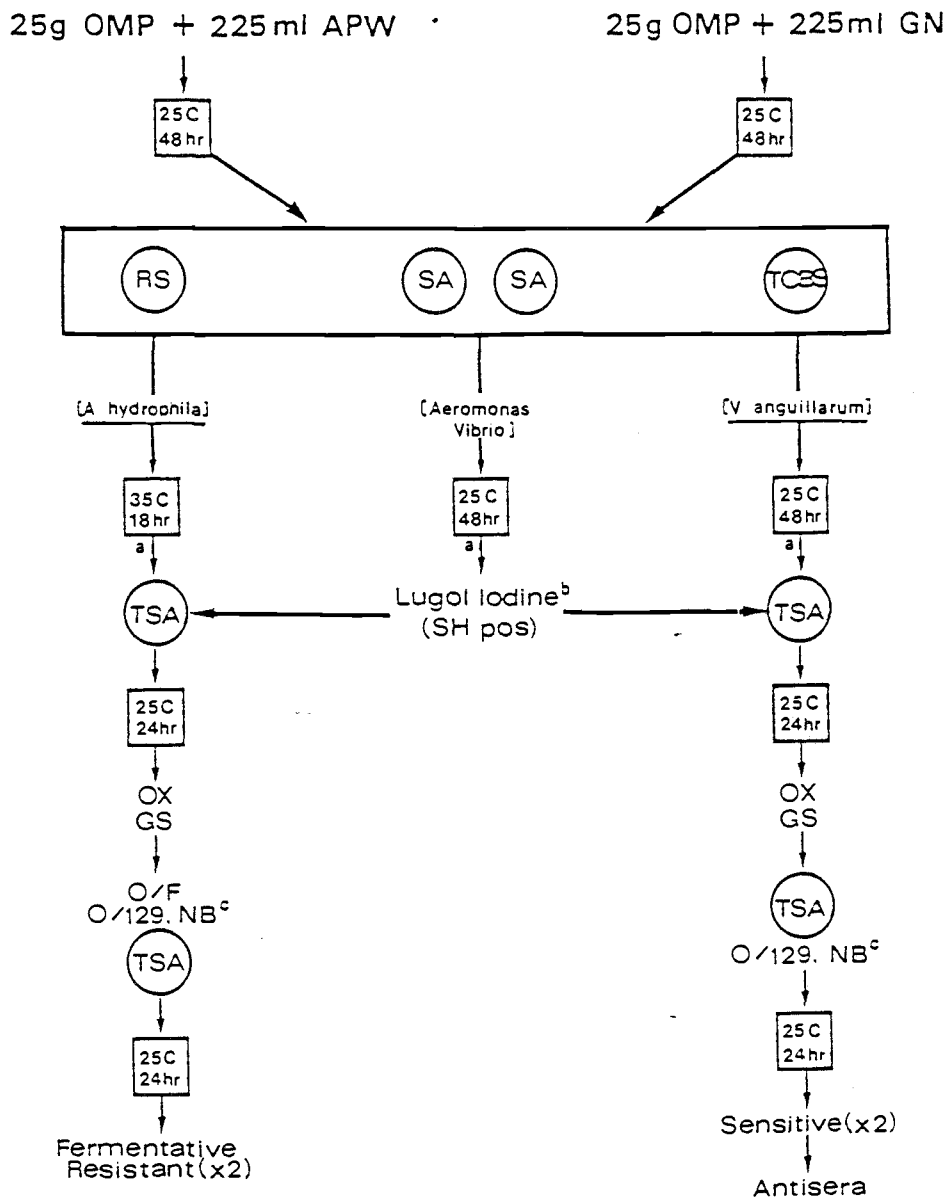 25g OMP + 225ml APW
25g OMP + 225ml GN
25C
48hr
25C
48hr
RS
SA
SA
TCBS
[A hydrophila]
[Aeromonas
Vibrio]
[V anguillarum]
35C
18hr
a
25C
48hr
a
25C
48hr
a
TSA
Lugol Iodine b
(SH pos)
TSA
25C
24hr
25C
24hr
OX
GS
OX
GS
O/F
O/129. NB c
TSA
TSA
O/129. NB c
25C
24hr
25C
24hr
Fermentative
Resistant(x2)
Sensitive(x2)
Antisera